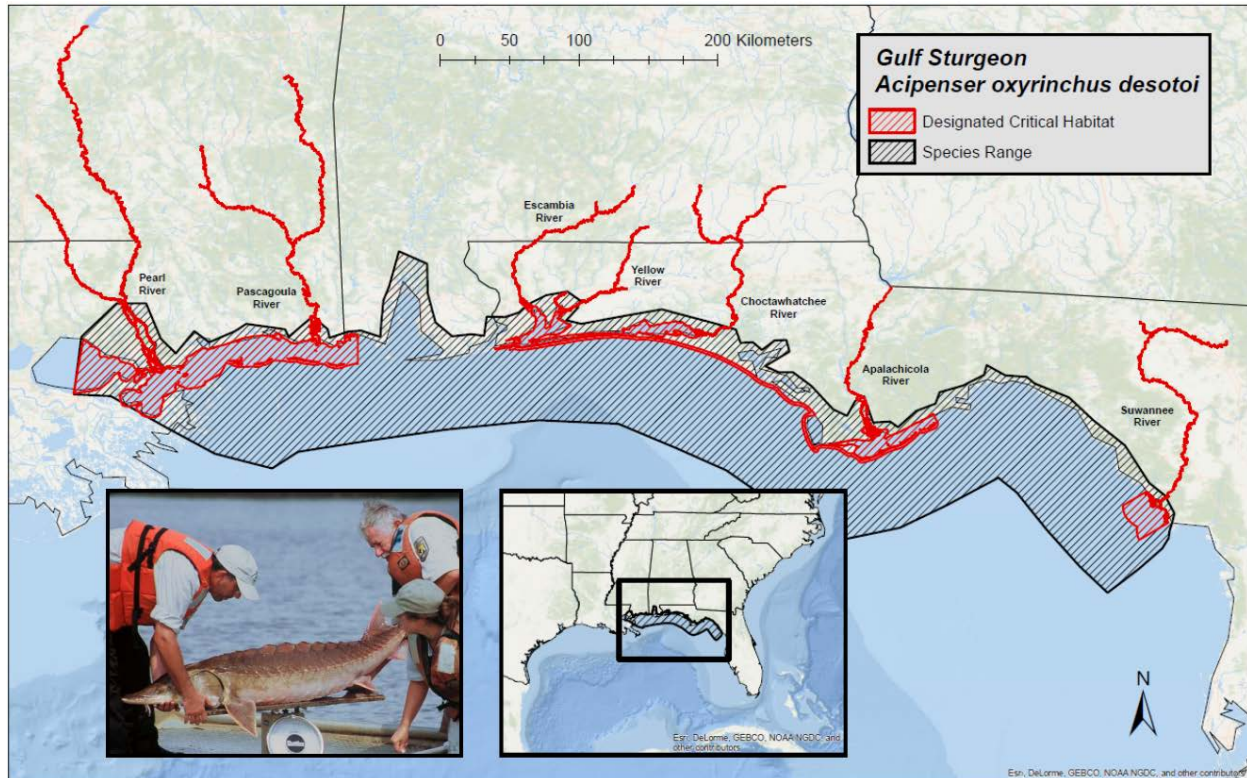 0 50 100 200 Kilometers
Gulf Sturgeon
Acipenser oxyrinchus desotoi
Designated Critical Habitat
Species Range
Escambia
River
Pearl
River
Pascagoula
River
Yellow
River
Choctawhatchee
River
Apalachicola
River
Suwannee
River
N
Esri, DeLorme, GEBCO, NOAA NGDC, and
other contributors
Esri, DeLorme, GEBCO, NOAA NGDC, and other contributors